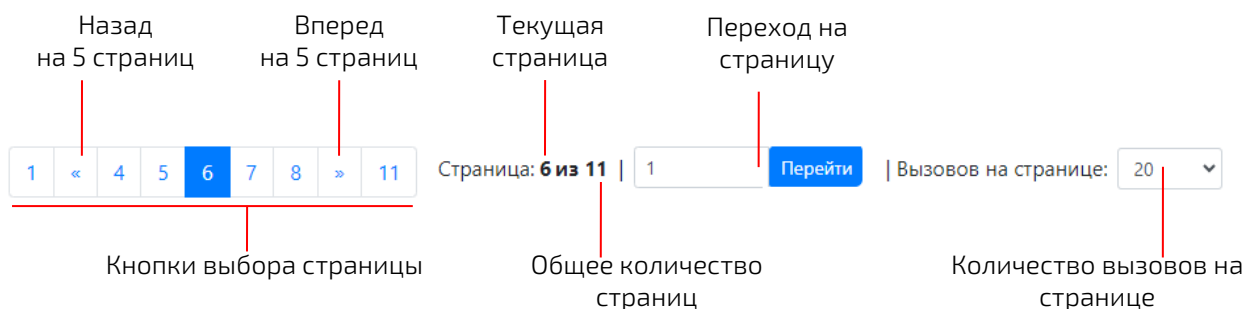 Назад
на 5 страниц
Вперед
на 5 страниц
Текущая
страница
Переход на
страницу
1 « 4 5 6 7 8 » 11 Страница: 6 из 11 | 1 Перейти | Вызовов на странице: 20
Кнопки выбора страницы
Общее количество
страниц
Количество вызовов на
странице